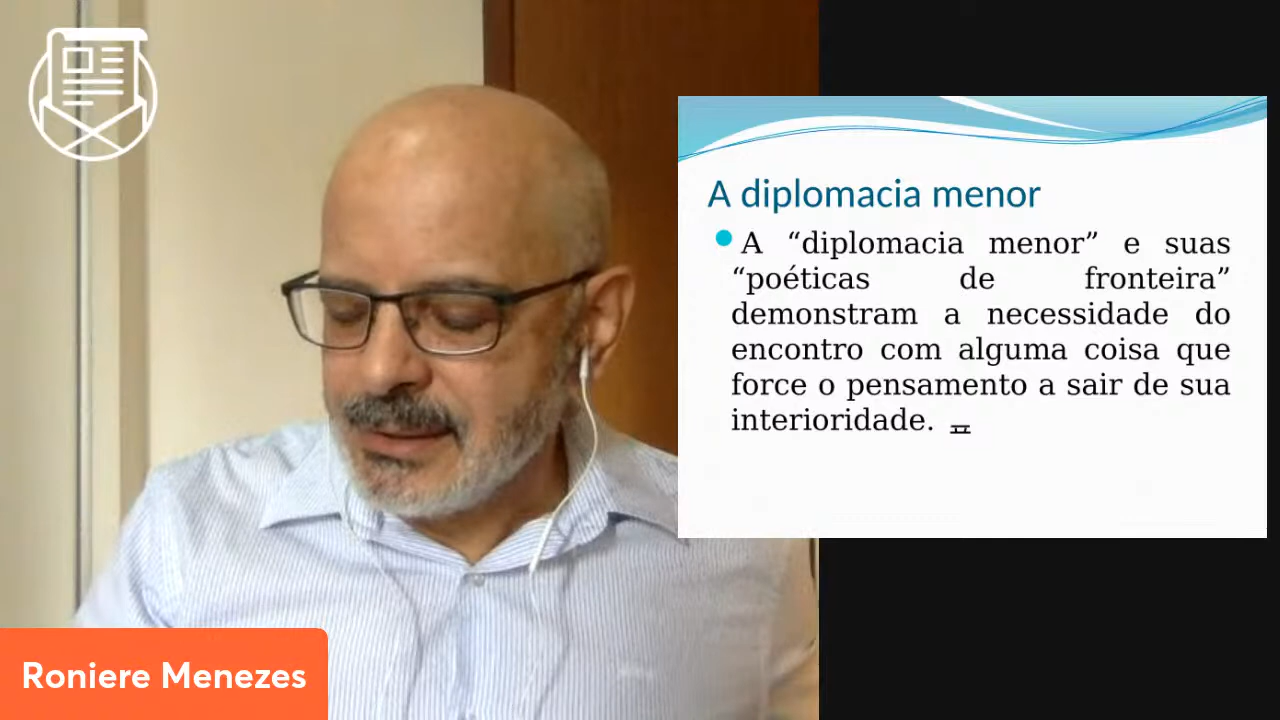 A diplomacia menor
A “diplomacia menor” e suas
“poéticas de fronteira”
demonstram a necessidade do
encontro com alguma coisa que
force o pensamento a sair de sua
interioridade.
Roniere Menezes